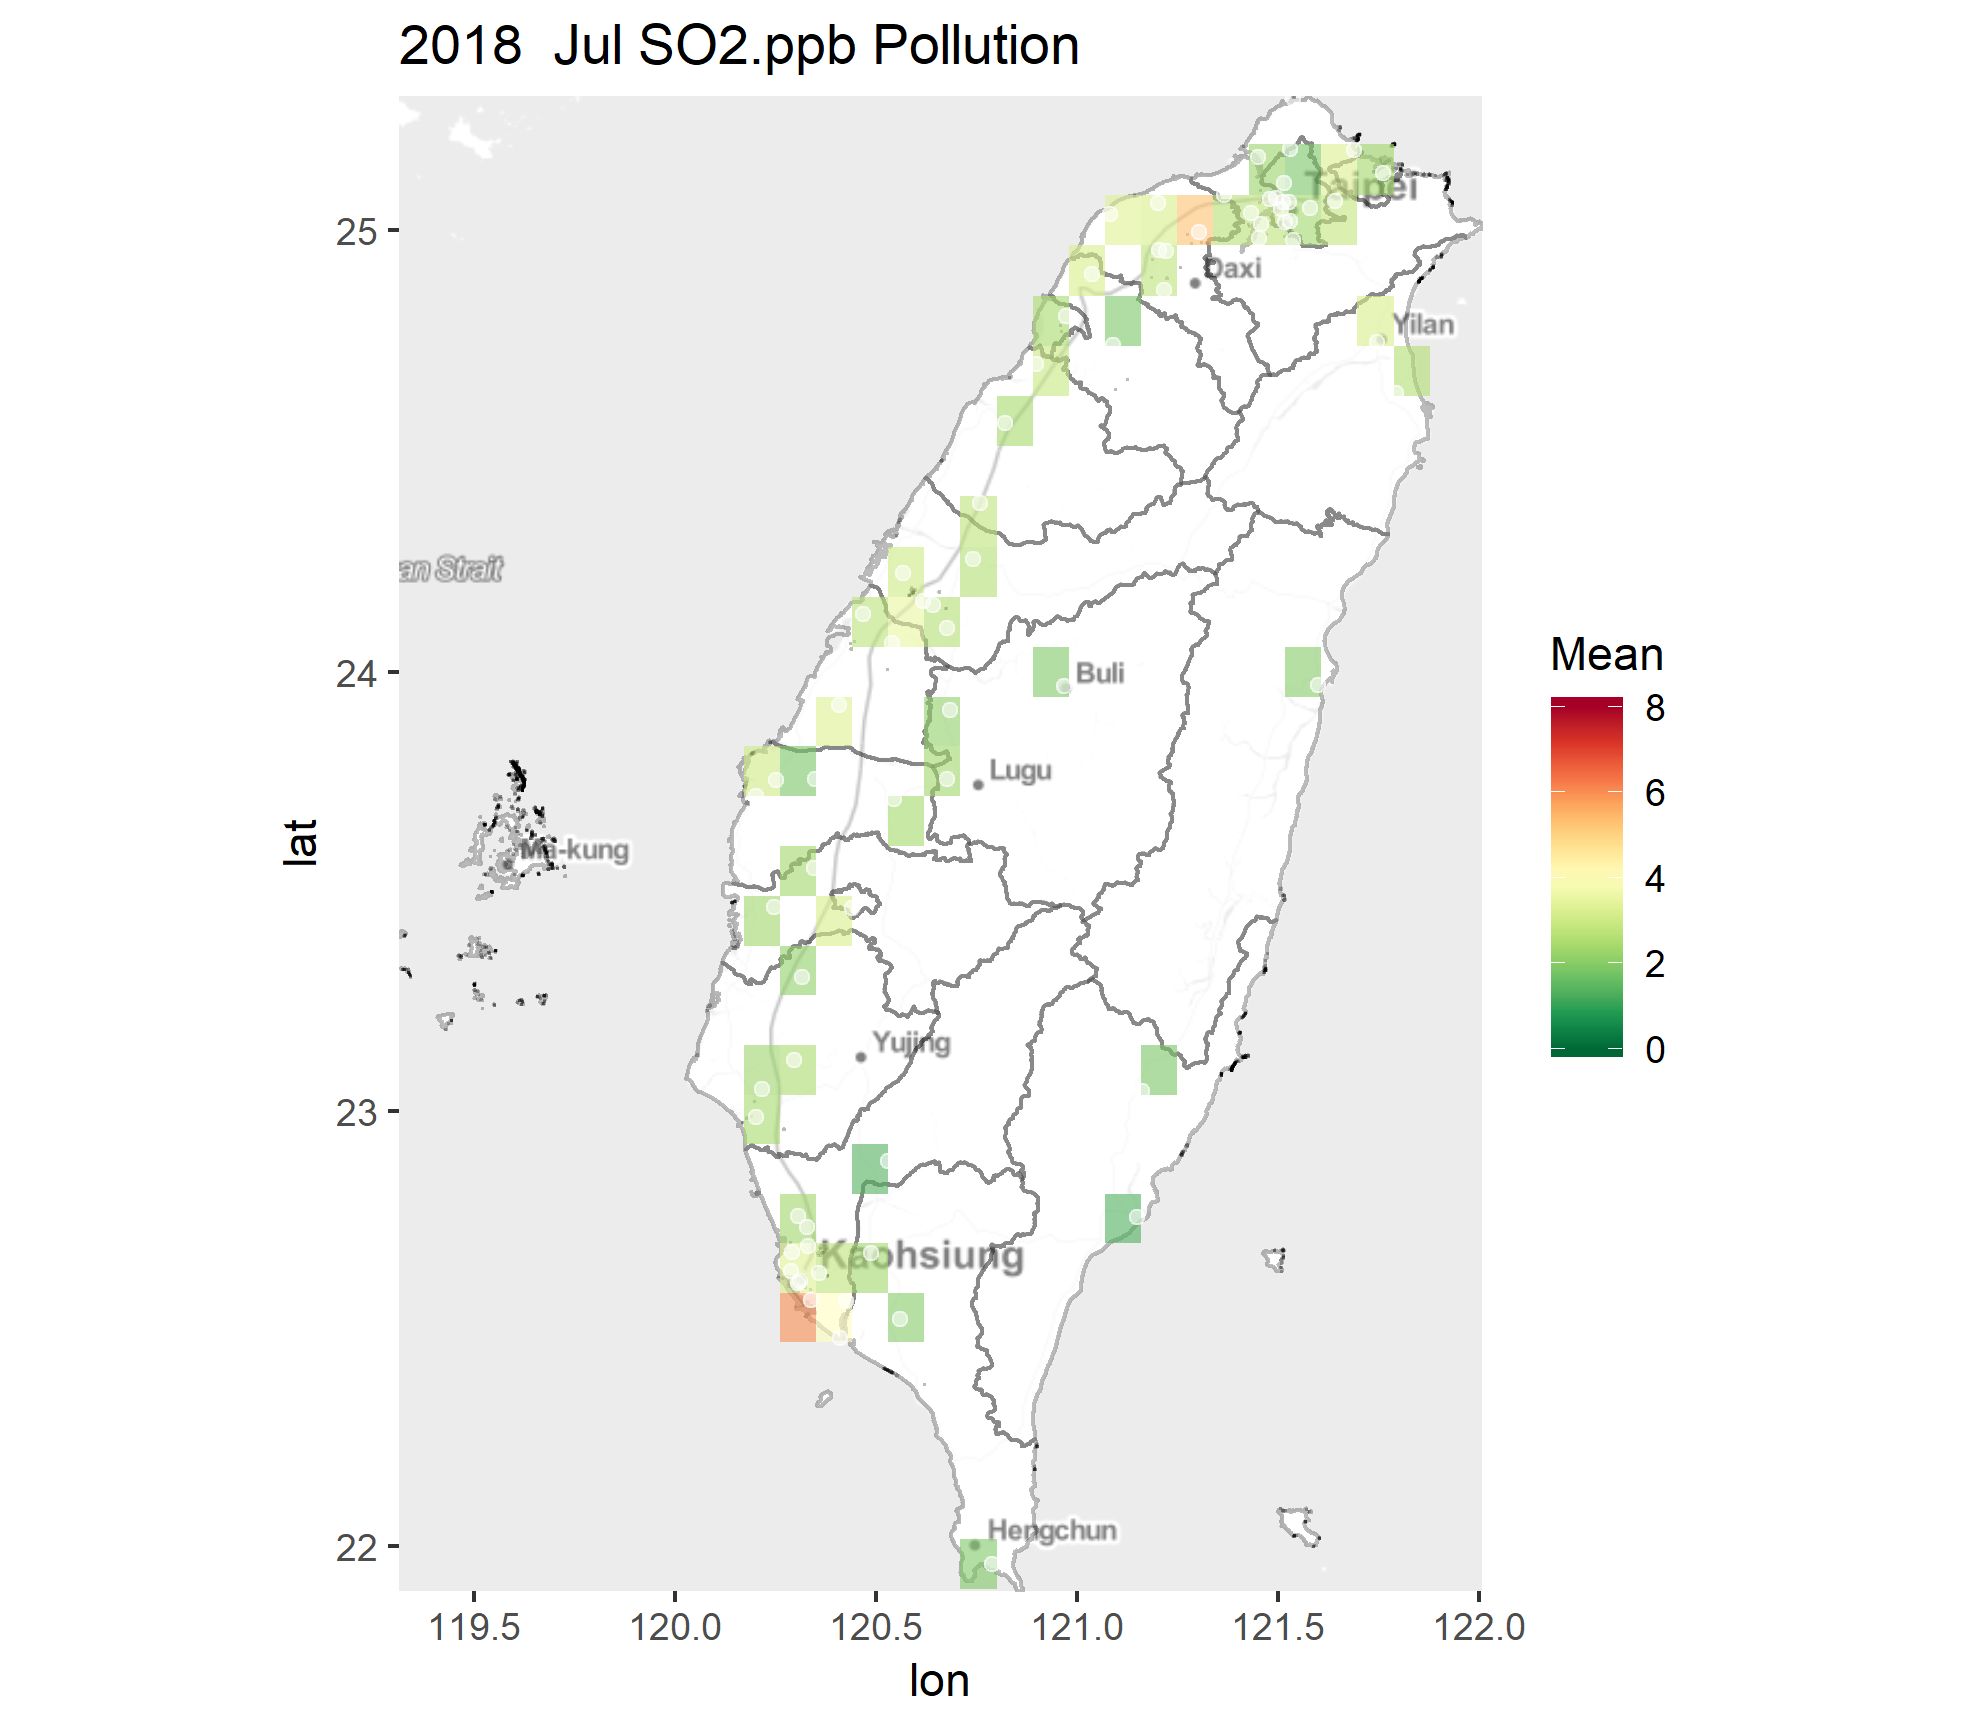 2018  Jul SO2.ppb Pollution
25
24
23
22
lat
119.5
120.0
120.5
121.0
121.5
122.0
lon
Taipei
Daxi
Yilan
an Strait
Buli
Lugu
Ma-kung
Yujing
Kaohsiung
Hengchun
Mean
8
6
4
2
0